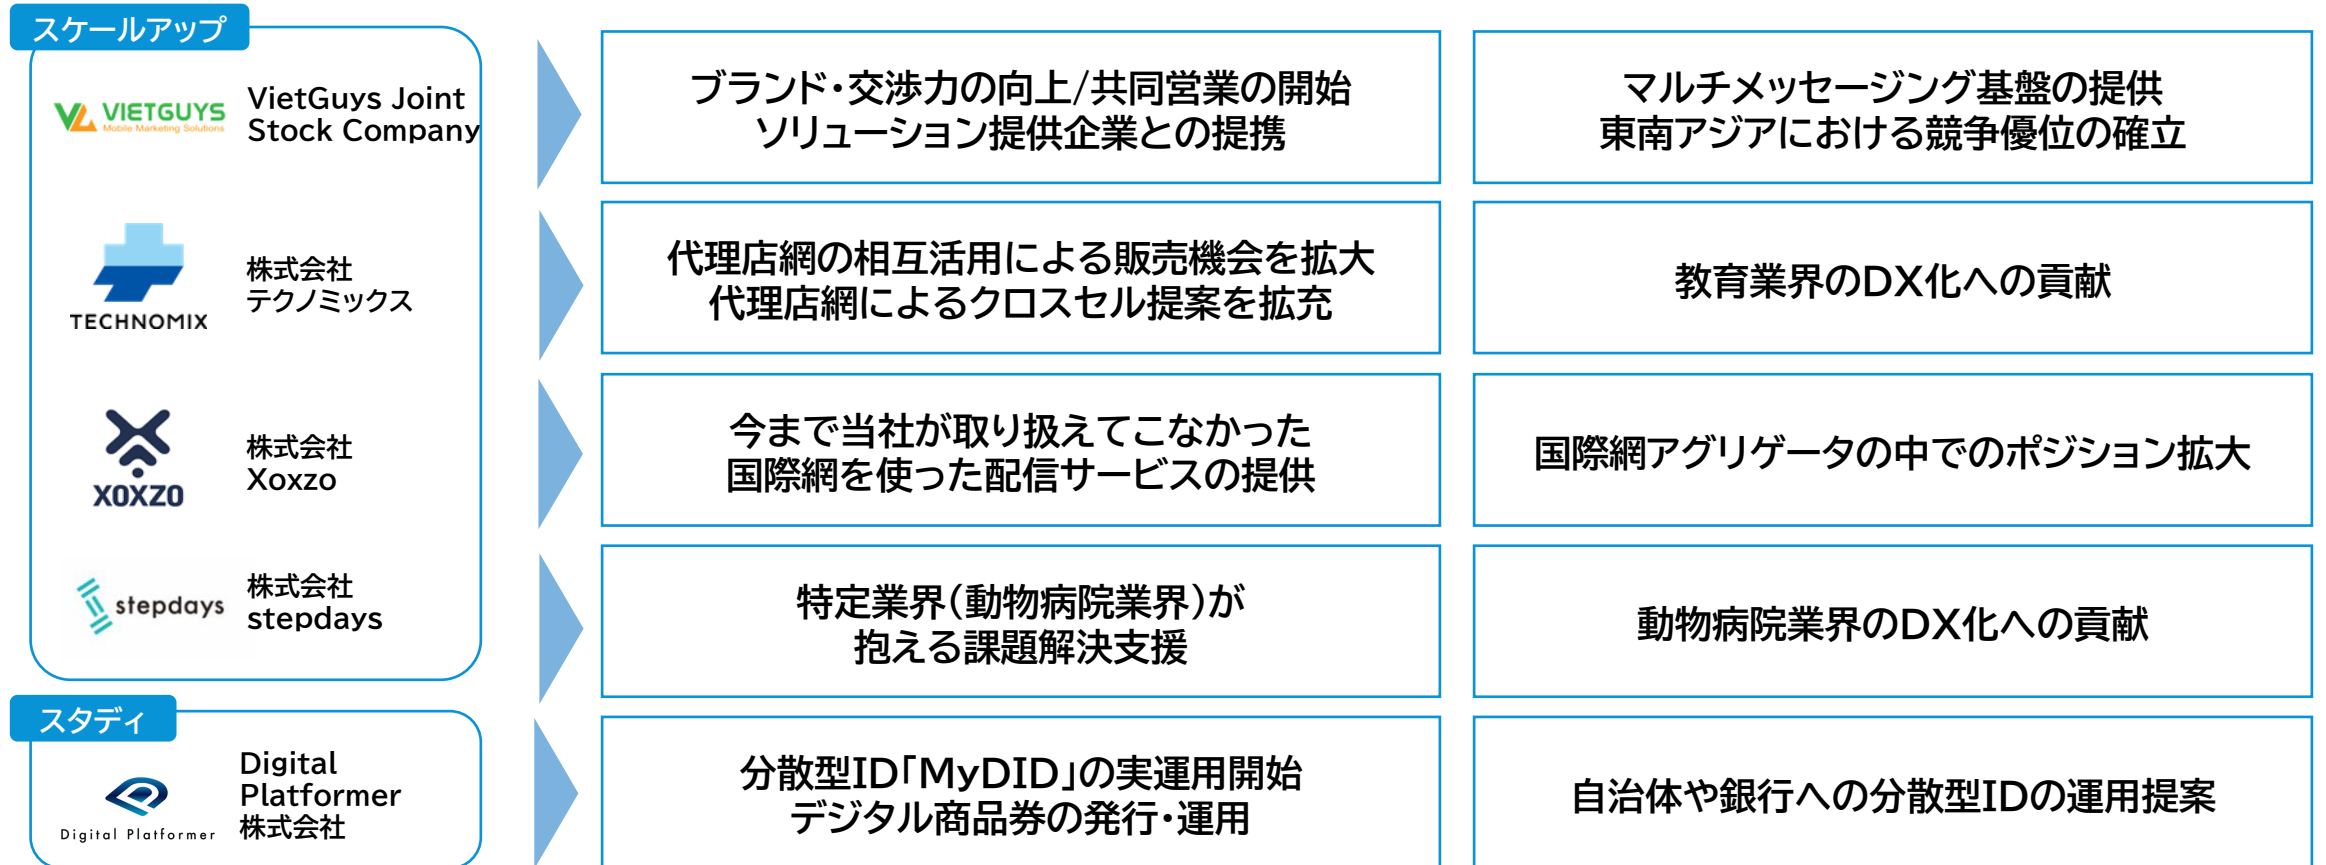 スケールアップ
VIETGUYS
Mobile Marketing Solutions
VietGuys Joint
Stock Company
ブランド・交渉力の向上/共同営業の開始
ソリューション提供企業との提携
マルチメッセージング基盤の提供
東南アジアにおける競争優位の確立
TECHNOMIX
株式会社
テクノミックス
代理店網の相互活用による販売機会を拡大
代理店網によるクロスセル提案を拡充
教育業界のDX化への貢献
XOXZO
株式会社
Xoxzo
今まで当社が取り扱えてこなかった
国際網を使った配信サービスの提供
国際網アグリゲータの中でのポジション拡大
stepdays
株式会社
stepdays
特定業界(動物病院業界)が
抱える課題解決支援
動物病院業界のDX化への貢献
スタディ
Digital Platformer
Digital
Platformer
株式会社
分散型ID「MyDID」の実運用開始
デジタル商品券の発行・運用
自治体や銀行への分散型IDの運用提案